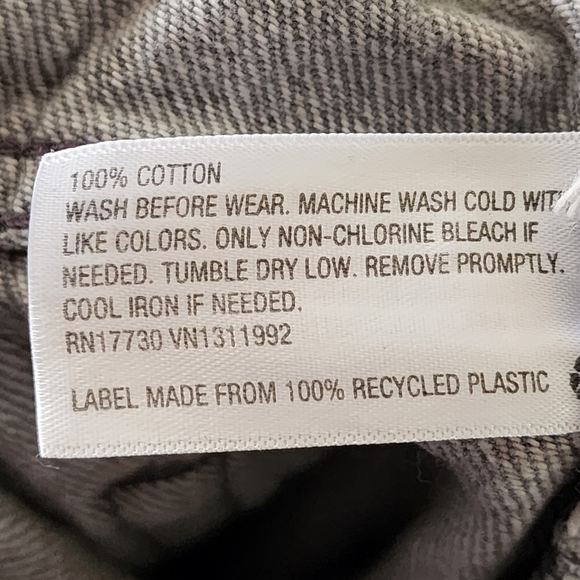 100% COTTON
WASH BEFORE WEAR. MACHINE WASH COLD WITH
LIKE COLORS. ONLY NON-CHLORINE BLEACH IF
NEEDED. TUMBLE DRY LOW. REMOVE PROMPTLY.
COOL IRON IF NEEDED.
RN17730 VN1311992
LABEL MADE FROM 100% RECYCLED PLASTIC